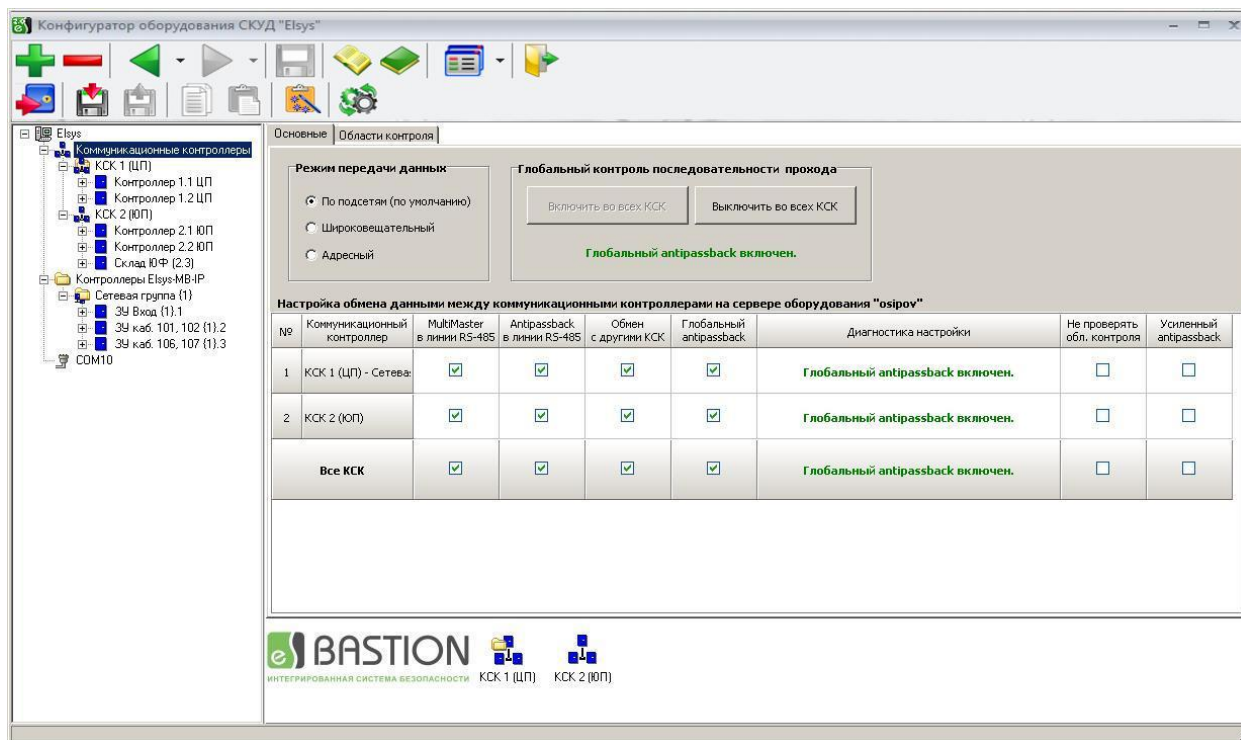 Конфигуратор оборудования СКУД "Elsys"
Elsys
Коммуникационные контроллеры
КСК 1 (ЦП)
Контроллер 1.1 ЦП
Контроллер 1.2 ЦП
КСК 2 (ЮП)
Контроллер 2.1 ЮП
Контроллер 2.2 ЮП
Склад ЮФ (2.3)
Контроллеры Elsys-MB-IP
Сетевая группа {1}
ЗУ Вход {1}.1
ЗУ каб. 101, 102 {1}.2
ЗУ каб. 106, 107 {1}.3
COM10
Основные
Области контроля
Режим передачи данных
По подсетям (по умолчанию)
Широковещательный
Адресный
Глобальный контроль последовательности прохода
Включить во всех КСК
Выключить во всех КСК
Глобальный antipassback включен.
Настройка обмена данными между коммуникационными контроллерами на сервере оборудования "osipov"
№ Коммуникационный контроллер MultiMaster в линии RS-485 Antipassback в линии RS-485 Обмен с другими КСК Глобальный antipassback Диагностика настройки Не проверять обл. контроля Усиленный antipassback
1 КСК 1 (ЦП) - Сетева: Глобальный antipassback включен.
2 КСК 2 (ЮП) Глобальный antipassback включен.
Все КСК Глобальный antipassback включен.
es BASTION
ИНТЕГРИРОВАННАЯ СИСТЕМА БЕЗОПАСНОСТИ
КСК 1 (ЦП)
КСК 2 (ЮП)